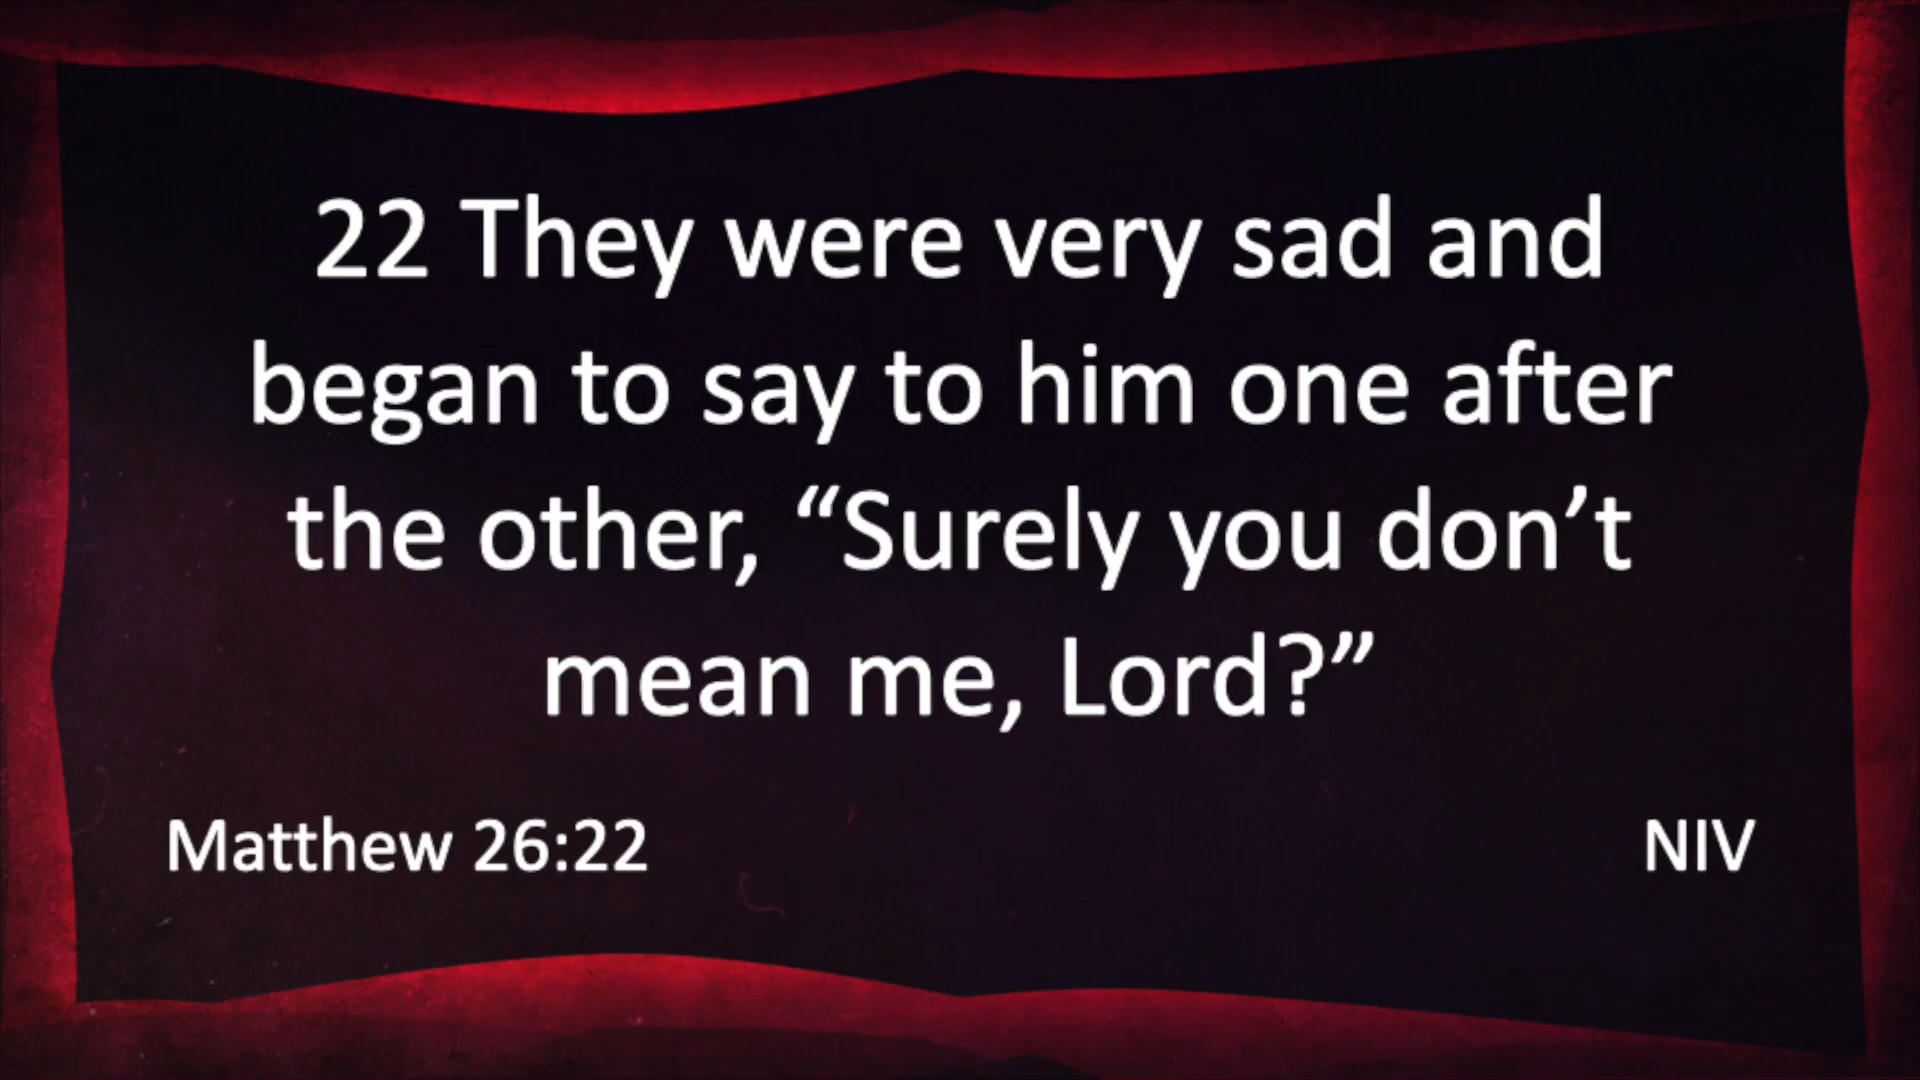 22 They were very sad and
began to say to him one after
the other, “Surely you don’t
mean me, Lord?”
Matthew 26:22
NIV